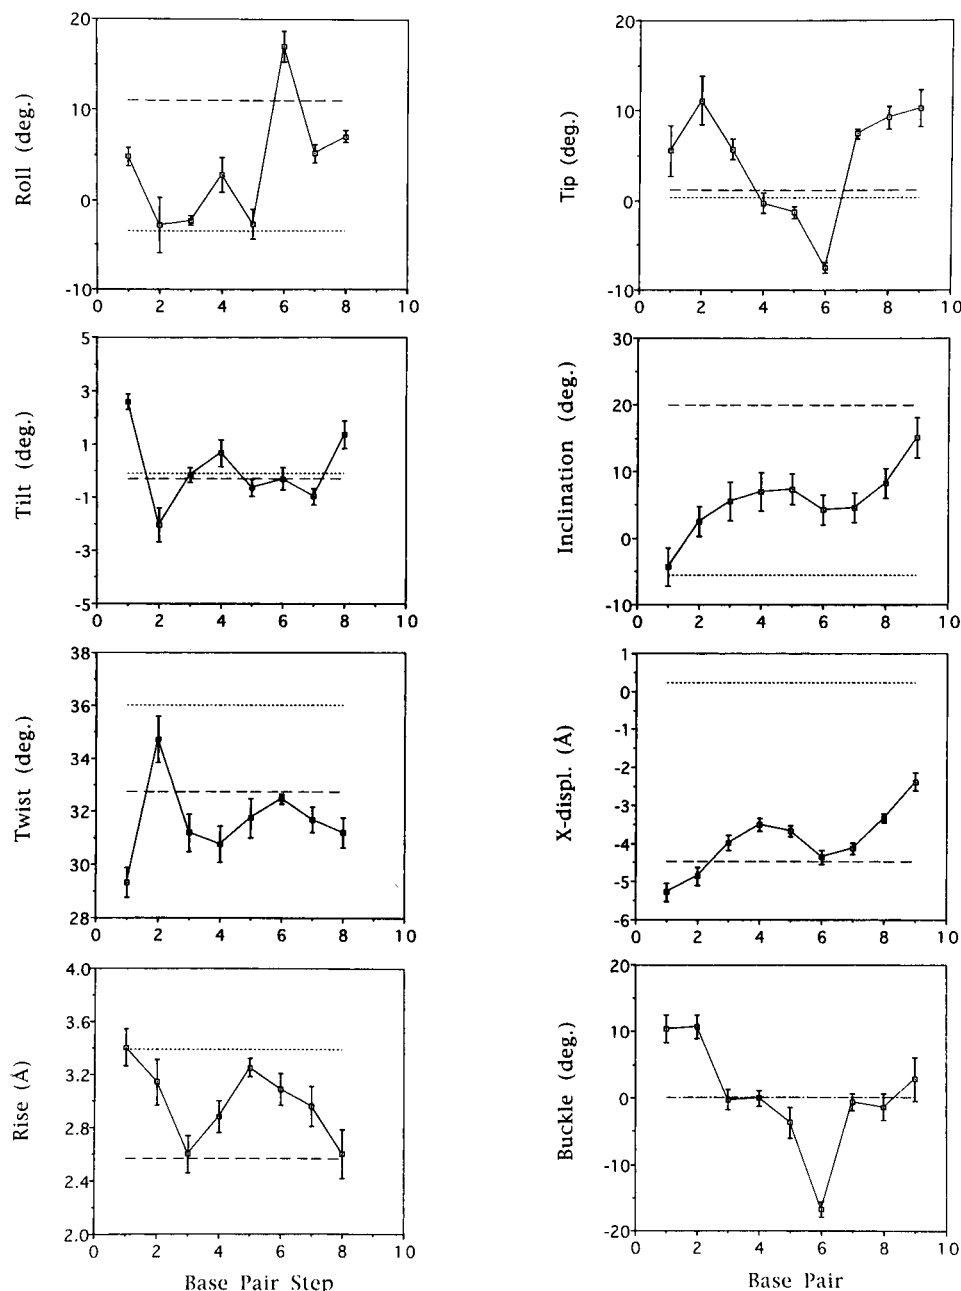 Roll (deg.)
20
10
0
-10
0 2 4 6 8 10
Tip (deg.)
20
10
0
-10
0 2 4 6 8 10
Tilt (deg.)
5
3
1
-1
-3
-5
0 2 4 6 8 10
Inclination (deg.)
30
20
10
0
-10
0 2 4 6 8 10
Twist (deg.)
38
36
34
32
30
28
0 2 4 6 8 10
X-displ. (Å)
1
0
-1
-2
-3
-4
-5
-6
0 2 4 6 8 10
Rise (Å)
4.0
3.6
3.2
2.8
2.4
2.0
0 2 4 6 8 10
Base Pair Step
Buckle (deg.)
20
10
0
-10
-20
0 2 4 6 8 10
Base Pair